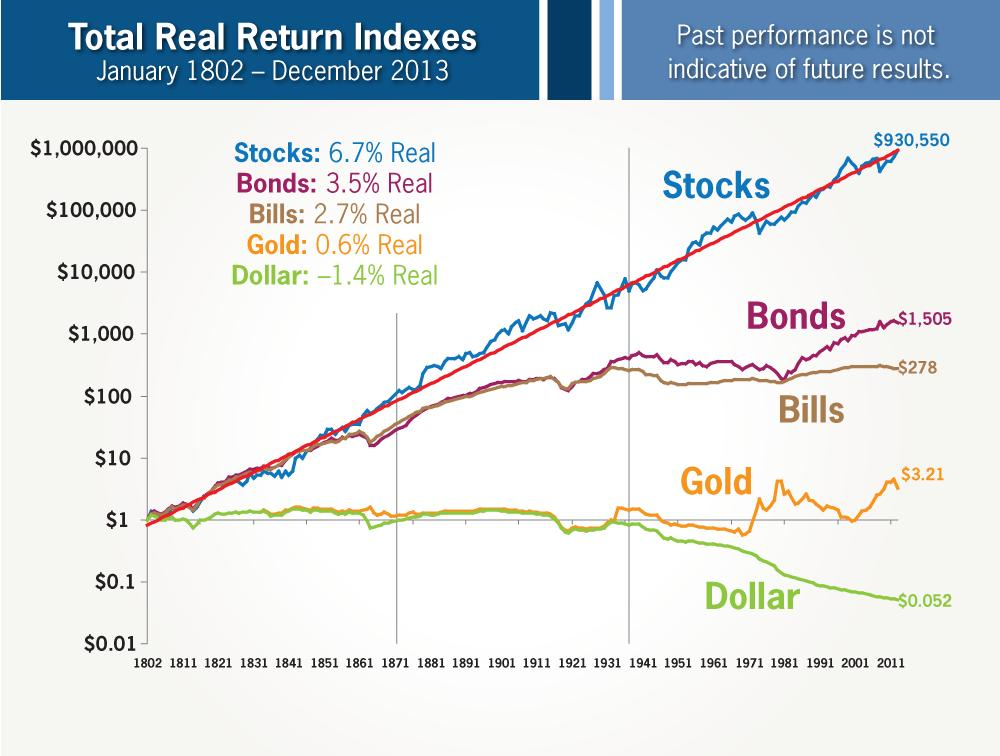 Total Real Return Indexes
January 1802 – December 2013
Past performance is not
indicative of future results.
$1,000,000
$100,000
$10,000
$1,000
$100
$10
$1
$0.1
$0.01
Stocks: 6.7% Real
Bonds: 3.5% Real
Bills: 2.7% Real
Gold: 0.6% Real
Dollar: –1.4% Real
$930,550
Stocks
Bonds
$1,505
$278
Bills
Gold
$3.21
Dollar
$0.052
1802 1811 1821 1831 1841 1851 1861 1871 1881 1891 1901 1911 1921 1931 1941 1951 1961 1971 1981 1991 2001 2011